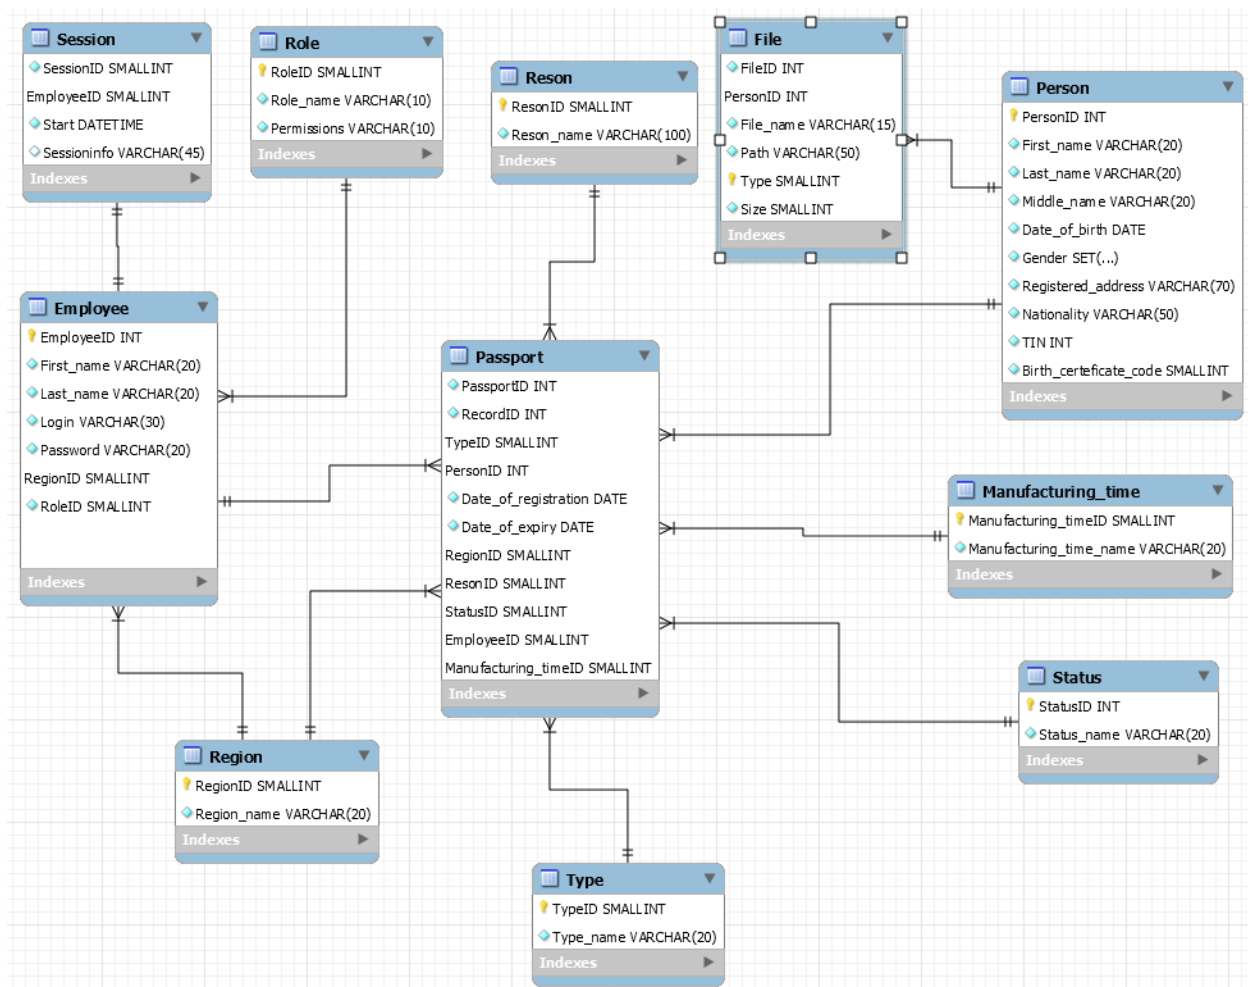 Session
SessionID SMALLINT
EmployeeID SMALLINT
Start DATETIME
Sessioninfo VARCHAR(45)
Indexes
Role
RoleID SMALLINT
Role_name VARCHAR(10)
Permissions VARCHAR(10)
Indexes
Reson
ResonID SMALLINT
Reson_name VARCHAR(100)
Indexes
File
FileID INT
PersonID INT
File_name VARCHAR(15)
Path VARCHAR(50)
Type SMALLINT
Size SMALLINT
Indexes
Person
PersonID INT
First_name VARCHAR(20)
Last_name VARCHAR(20)
Middle_name VARCHAR(20)
Date_of_birth DATE
Gender SET(...)
Registered_address VARCHAR(70)
Nationality VARCHAR(50)
TIN INT
Birth_certeficate_code SMALLINT
Indexes
Employee
EmployeeID INT
First_name VARCHAR(20)
Last_name VARCHAR(20)
Login VARCHAR(30)
Password VARCHAR(20)
RegionID SMALLINT
RoleID SMALLINT
Indexes
Passport
PassportID INT
RecordID INT
TypeID SMALLINT
PersonID INT
Date_of_registration DATE
Date_of_expiry DATE
RegionID SMALLINT
ResonID SMALLINT
StatusID SMALLINT
EmployeeID SMALLINT
Manufacturing_timeID SMALLINT
Indexes
Manufacturing_time
Manufacturing_timeID SMALLINT
Manufacturing_time_name VARCHAR(20)
Indexes
Status
StatusID INT
Status_name VARCHAR(20)
Indexes
Region
RegionID SMALLINT
Region_name VARCHAR(20)
Indexes
Type
TypeID SMALLINT
Type_name VARCHAR(20)
Indexes